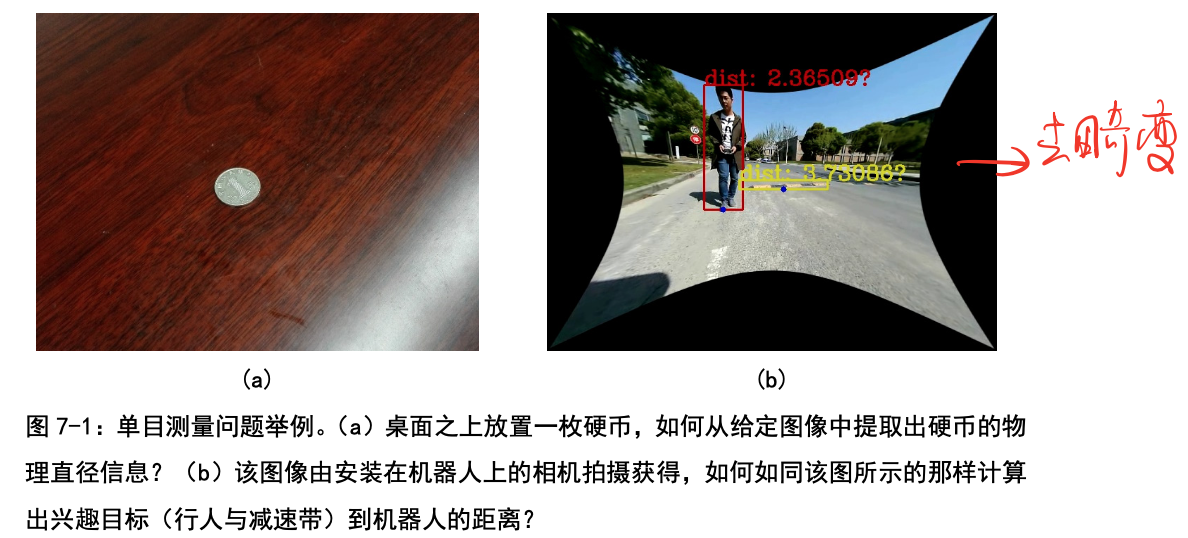 dist: 2.36509?
dist: 3.73086?
去畸变
(a)
(b)
图 7-1：单目测量问题举例。（a）桌面之上放置一枚硬币，如何从给定图像中提取出硬币的物
理直径信息？（b）该图像由安装在机器人上的相机拍摄获得，如何如同该图所示的那样计算
出兴趣目标（行人与减速带）到机器人的距离？